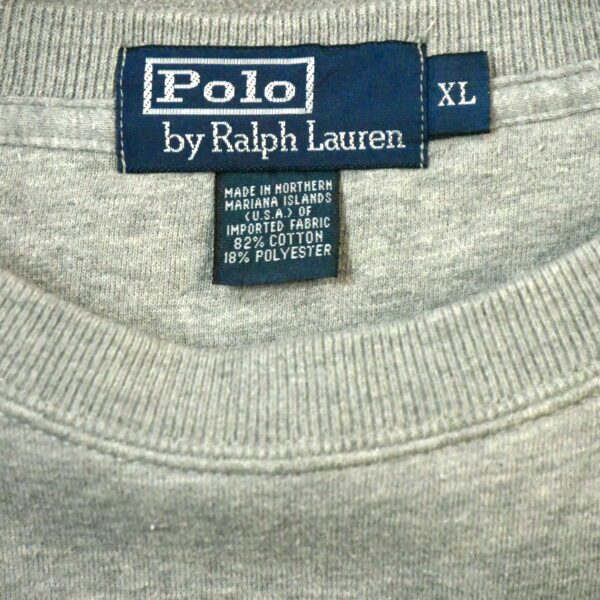 Polo
by Ralph Lauren
XL
MADE IN NORTHERN
MARIANA ISLANDS
(U.S.A.) OF
IMPORTED FABRIC
82% COTTON
18% POLYESTER